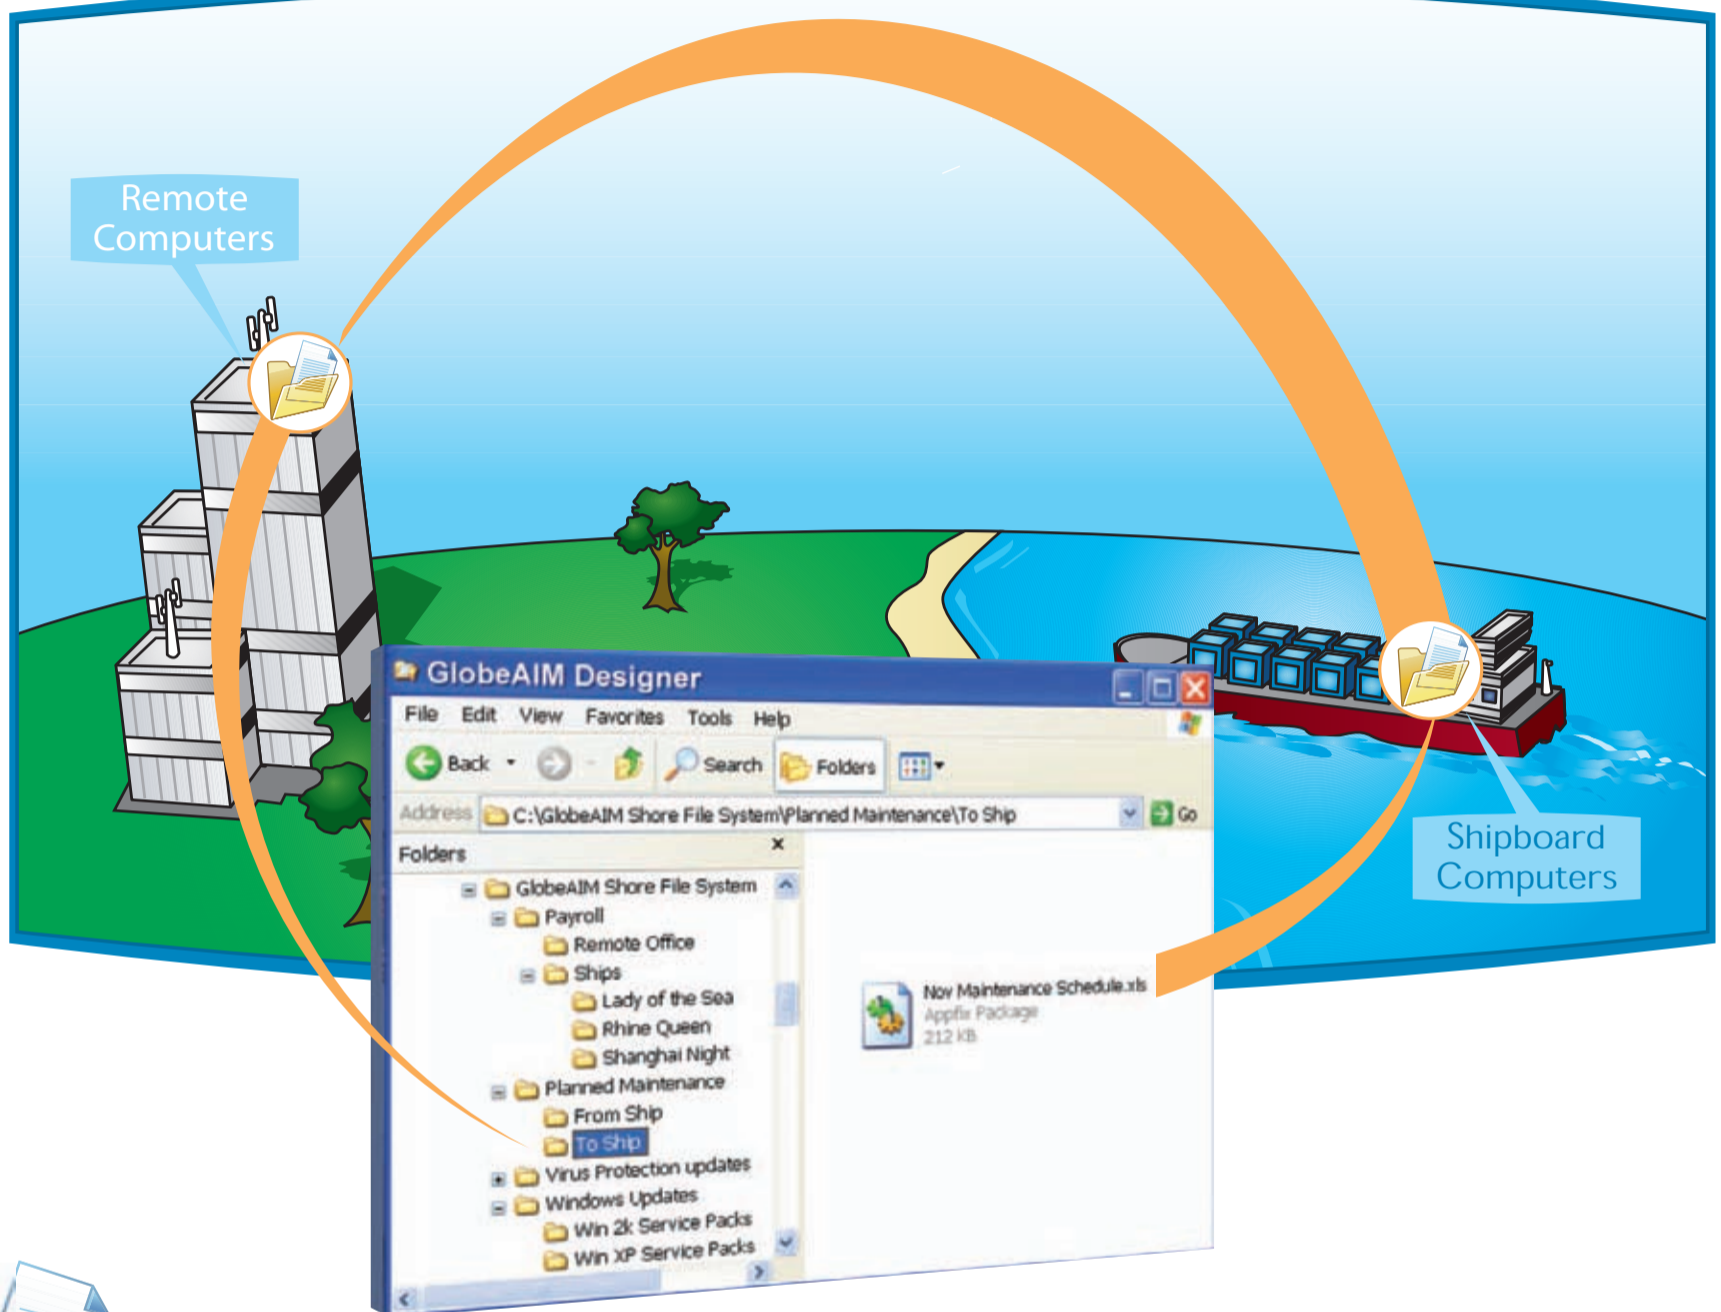 Remote
Computers
GlobeAIM Designer
File Edit View Favorites Tools Help
Back Search Folders
Address C:\GlobeAIM Shore File System\Planned Maintenance\To Ship Go
Folders x
GlobeAIM Shore File System
Payroll
Remote Office
Ships
Lady of the Sea
Rhine Queen
Shanghai Night
Planned Maintenance
From Ship
To Ship
Virus Protection updates
Windows Updates
Win 2k Service Packs
Win XP Service Packs
Nov Maintenance Schedule.xls
Appfix Package
212 KB
Shipboard
Computers